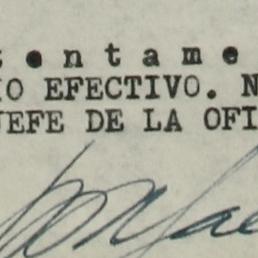 t e n t a m e
IO EFECTIVO. N
JEFE DE LA OFI